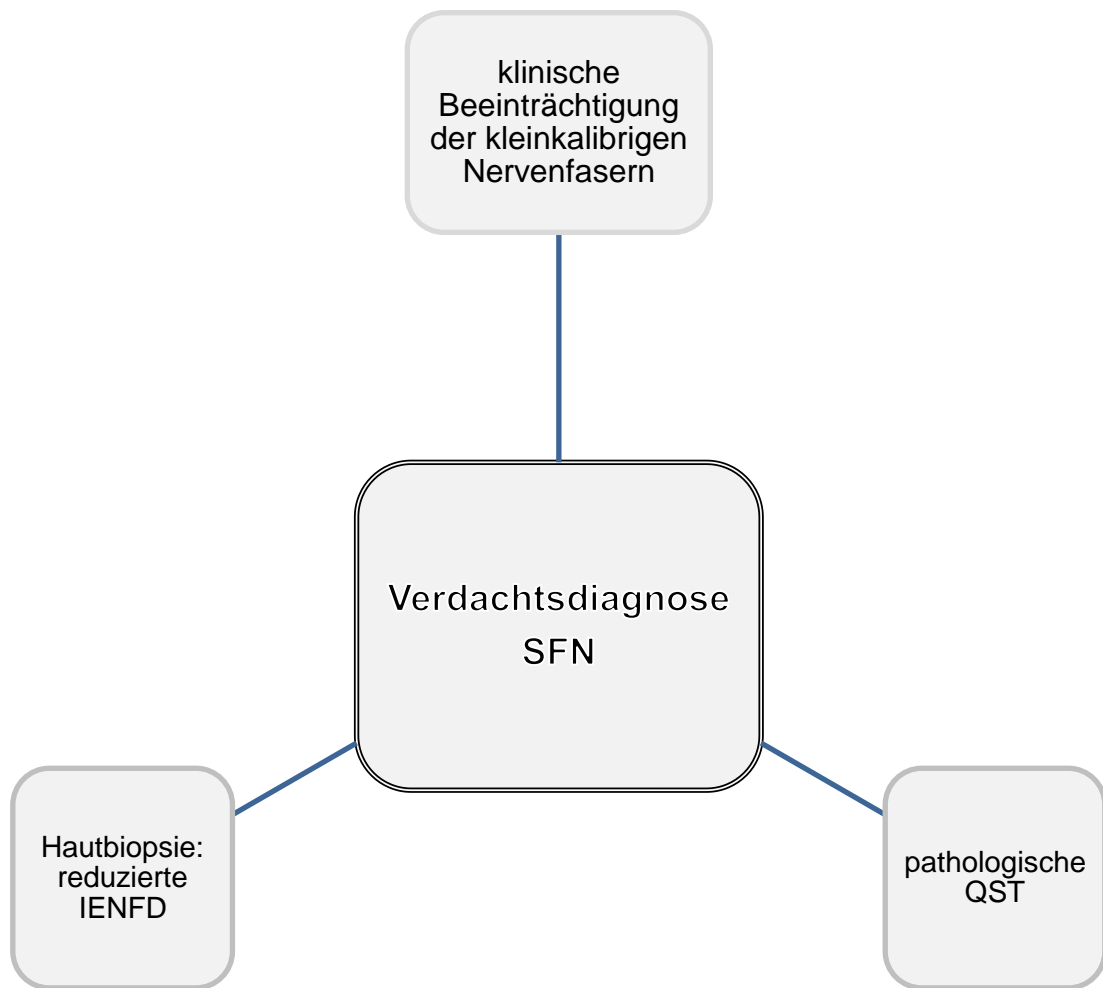 klinische
Beeinträchtigung
der kleinkalibrigen
Nervenfasern
Verdachtsdiagnose
SFN
Hautbiopsie:
reduzierte
IENFD
pathologische
QST